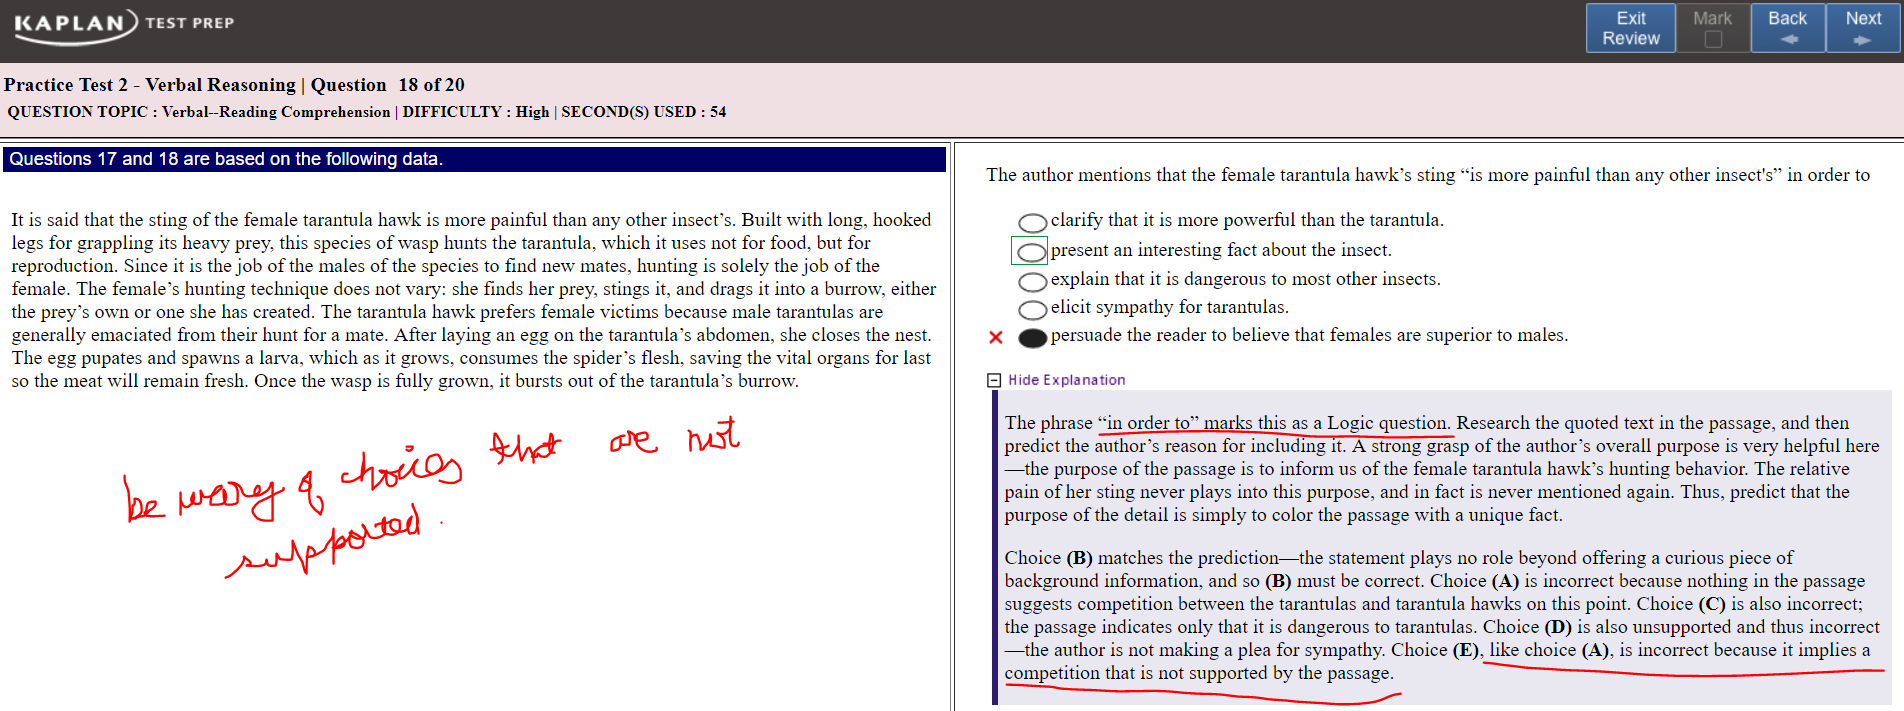 KAPLAN TEST PREP
Exit Review
Mark
Back
Next
Practice Test 2 - Verbal Reasoning | Question 18 of 20
QUESTION TOPIC : Verbal--Reading Comprehension | DIFFICULTY : High | SECOND(S) USED : 54
Questions 17 and 18 are based on the following data.
It is said that the sting of the female tarantula hawk is more painful than any other insect's. Built with long, hooked
legs for grappling its heavy prey, this species of wasp hunts the tarantula, which it uses not for food, but for
reproduction. Since it is the job of the males of the species to find new mates, hunting is solely the job of the
female. The female's hunting technique does not vary: she finds her prey, stings it, and drags it into a burrow, either
the prey's own or one she has created. The tarantula hawk prefers female victims because male tarantulas are
generally emaciated from their hunt for a mate. After laying an egg on the tarantula's abdomen, she closes the nest.
The egg pupates and spawns a larva, which as it grows, consumes the spider's flesh, saving the vital organs for last
so the meat will remain fresh. Once the wasp is fully grown, it bursts out of the tarantula's burrow.
be wary of choices that are not
supported.
The author mentions that the female tarantula hawk's sting “is more painful than any other insect's” in order to
clarify that it is more powerful than the tarantula.
present an interesting fact about the insect.
explain that it is dangerous to most other insects.
elicit sympathy for tarantulas.
persuade the reader to believe that females are superior to males.
Hide Explanation
The phrase “in order to” marks this as a Logic question. Research the quoted text in the passage, and then
predict the author's reason for including it. A strong grasp of the author's overall purpose is very helpful here
—the purpose of the passage is to inform us of the female tarantula hawk's hunting behavior. The relative
pain of her sting never plays into this purpose, and in fact is never mentioned again. Thus, predict that the
purpose of the detail is simply to color the passage with a unique fact.
Choice (B) matches the prediction—the statement plays no role beyond offering a curious piece of
background information, and so (B) must be correct. Choice (A) is incorrect because nothing in the passage
suggests competition between the tarantulas and tarantula hawks on this point. Choice (C) is also incorrect;
the passage indicates only that it is dangerous to tarantulas. Choice (D) is also unsupported and thus incorrect
—the author is not making a plea for sympathy. Choice (E), like choice (A), is incorrect because it implies a
competition that is not supported by the passage.